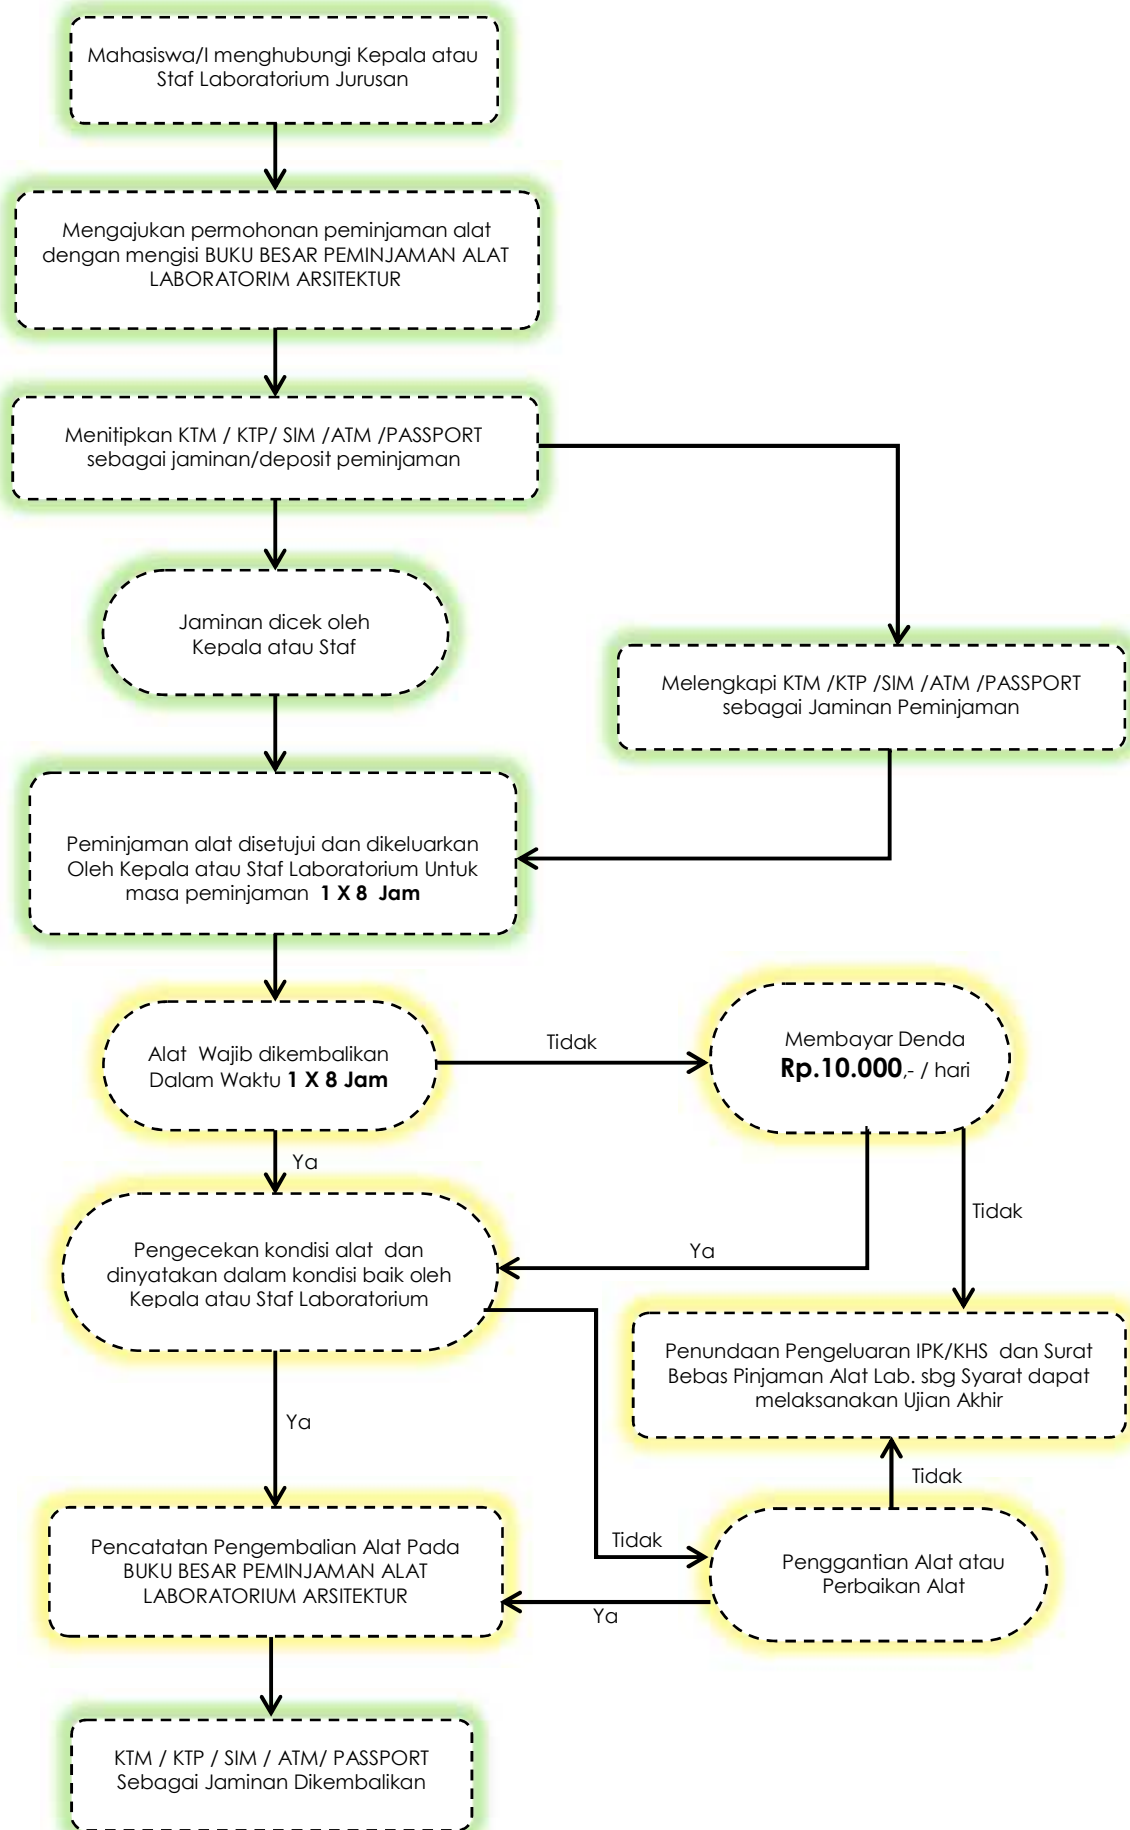 Mahasiswa/I menghubungi Kepala atau
Staf Laboratorium Jurusan
Mengajukan permohonan peminjaman alat
dengan mengisi BUKU BESAR PEMINJAMAN ALAT
LABORATORIM ARSITEKTUR
Menitipkan KTM / KTP/ SIM /ATM /PASSPORT
sebagai jaminan/deposit peminjaman
Jaminan dicek oleh
Kepala atau Staf
Melengkapi KTM /KTP /SIM /ATM /PASSPORT
sebagai Jaminan Peminjaman
Peminjaman alat disetujui dan dikeluarkan
Oleh Kepala atau Staf Laboratorium Untuk
masa peminjaman 1 X 8 Jam
Alat Wajib dikembalikan
Dalam Waktu 1 X 8 Jam
Tidak
Membayar Denda
Rp.10.000,- / hari
Ya
Tidak
Ya
Pengecekan kondisi alat dan
dinyatakan dalam kondisi baik oleh
Kepala atau Staf Laboratorium
Penundaan Pengeluaran IPK/KHS dan Surat
Bebas Pinjaman Alat Lab. sbg Syarat dapat
melaksanakan Ujian Akhir
Ya
Tidak
Tidak
Pencatatan Pengembalian Alat Pada
BUKU BESAR PEMINJAMAN ALAT
LABORATORIUM ARSITEKTUR
Penggantian Alat atau
Perbaikan Alat
Ya
KTM / KTP / SIM / ATM/ PASSPORT
Sebagai Jaminan Dikembalikan